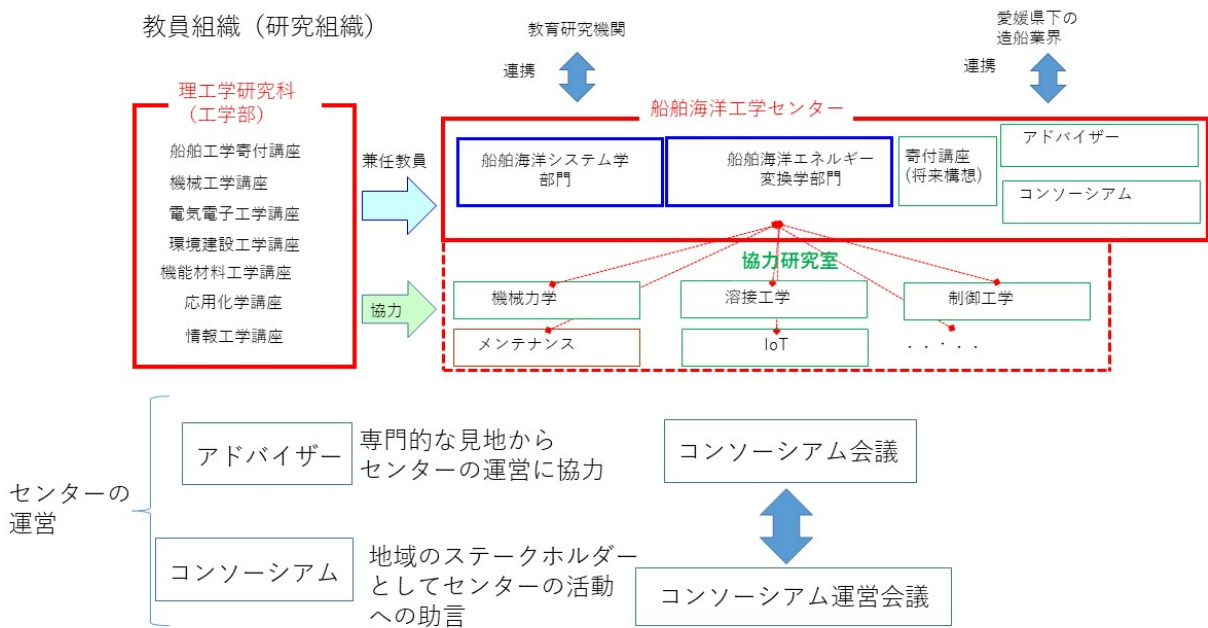 教員組織（研究組織）
教育研究機関
連携
愛媛県下の
造船業界
連携
理工学研究科
（工学部）
船舶工学寄付講座
機械工学講座
電気電子工学講座
環境建設工学講座
機能材料工学講座
応用化学講座
情報工学講座
兼任教員
協力
船舶海洋工学センター
船舶海洋システム学
部門
船舶海洋エネルギー
変換学部門
寄付講座
(将来構想)
アドバイザー
コンソーシアム
協力研究室
機械力学
溶接工学
制御工学
メンテナンス
IoT
・・・・・
センターの
運営
アドバイザー
専門的な見地から
センターの運営に協力
コンソーシアム
地域のステークホルダー
としてセンターの活動
への助言
コンソーシアム会議
コンソーシアム運営会議